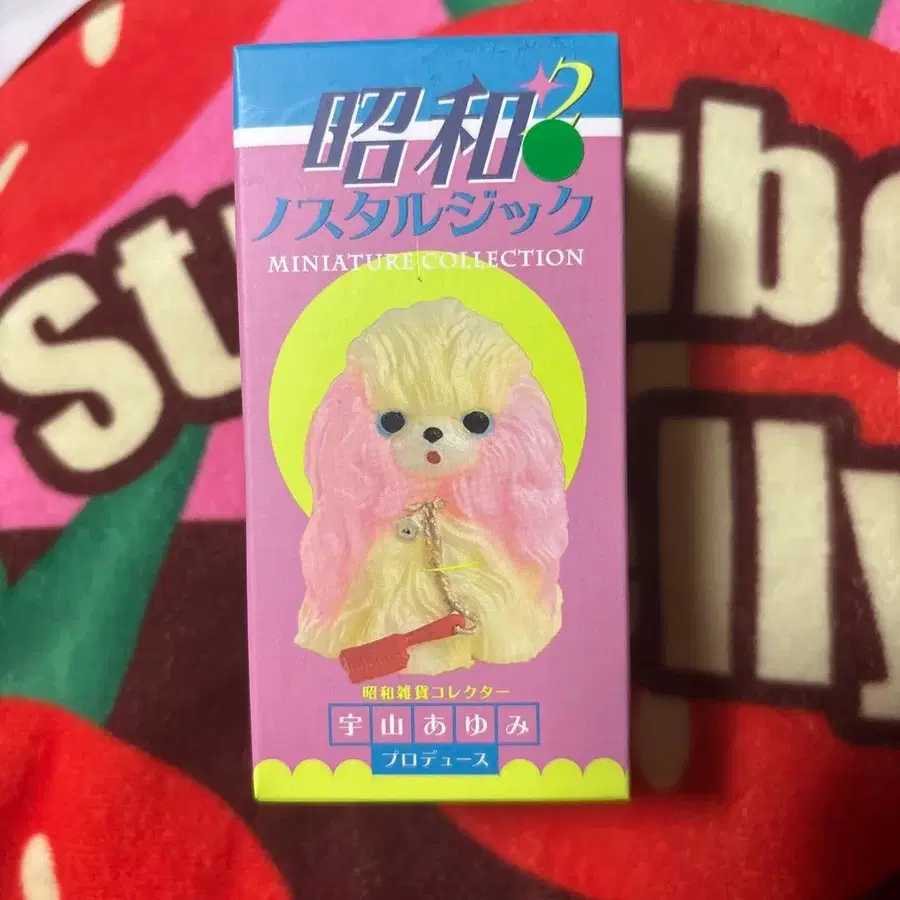 昭和2
ノスタルジック
MINIATURE COLLECTION
昭和雑貨コレクター
宇山あゆみ
プロデュース